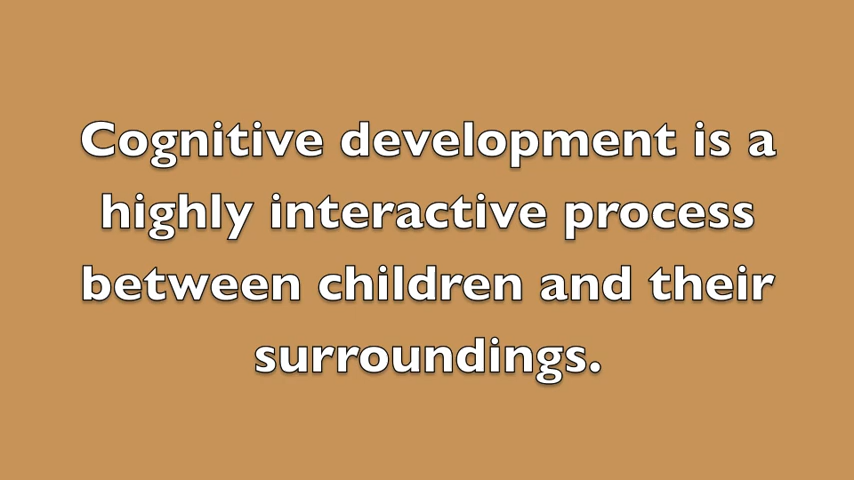 Cognitive development is a
highly interactive process
between children and their
surroundings.